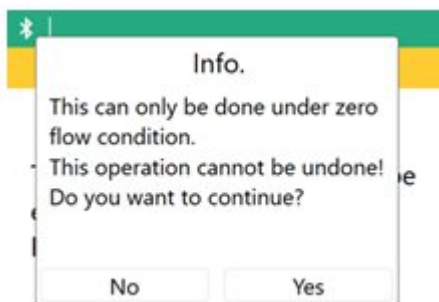 Info.
This can only be done under zero
flow condition.
This operation cannot be undone!
Do you want to continue?
No
Yes